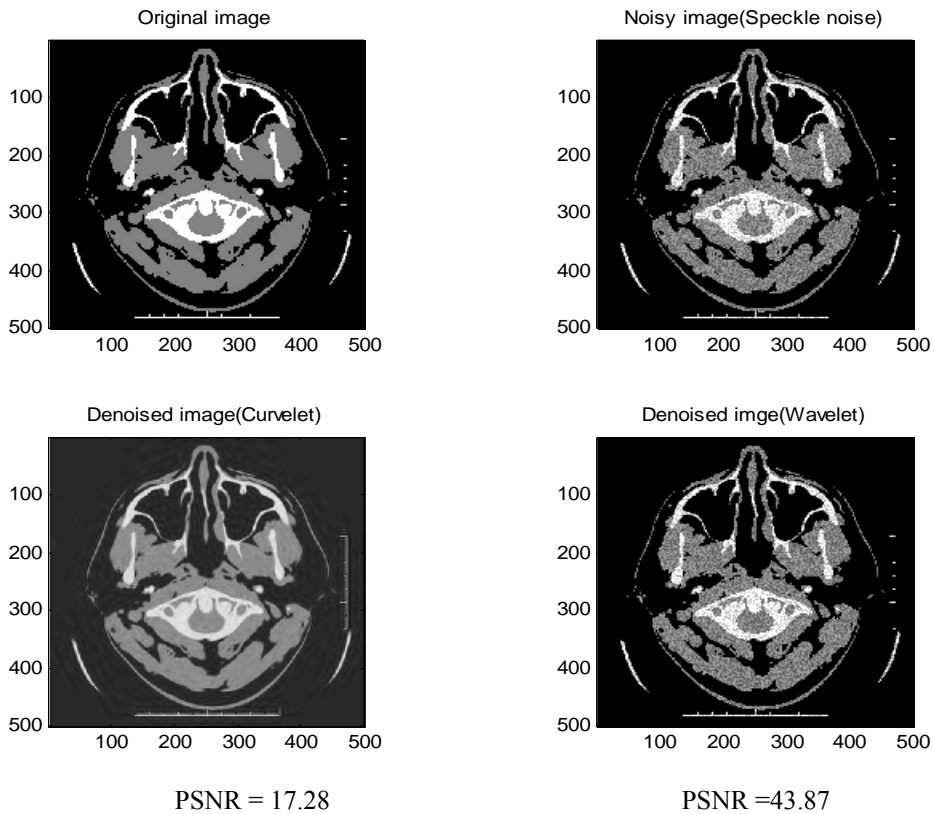 Original image
Noisy image(Speckle noise)
100
200
300
400
500
100 200 300 400 500
100
200
300
400
500
100 200 300 400 500
Denoised image(Curvelet)
Denoised imge(Wavelet)
100
200
300
400
500
100 200 300 400 500
100
200
300
400
500
100 200 300 400 500
PSNR = 17.28
PSNR =43.87